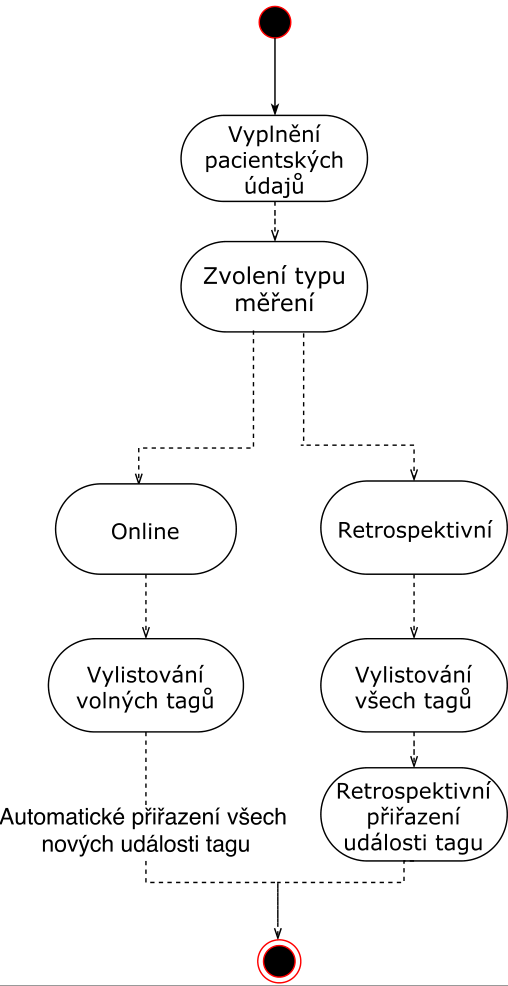 Vyplnění
pacientských
údajů
Zvolení typu
měření
Online
Retrospektivní
Vylistování
volných tagů
Vylistování
všech tagů
Automatické přiřazení všech
nových události tagu
Retrospektivní
přiřazení
události tagu